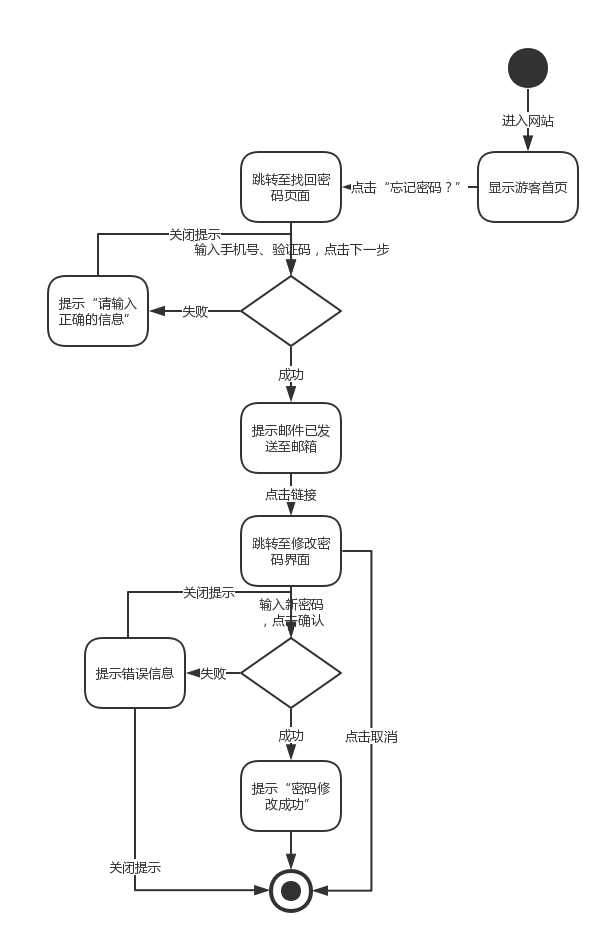 进入网站
显示游客首页
点击“忘记密码？”
跳转至找回密
码页面
关闭提示
输入手机号、验证码，点击下一步
提示“请输入
正确的信息”
失败
成功
提示邮件已发
送至邮箱
点击链接
跳转至修改密
码界面
关闭提示
输入新密码
，点击确认
提示错误信息
失败
成功
点击取消
提示“密码修
改成功”
关闭提示